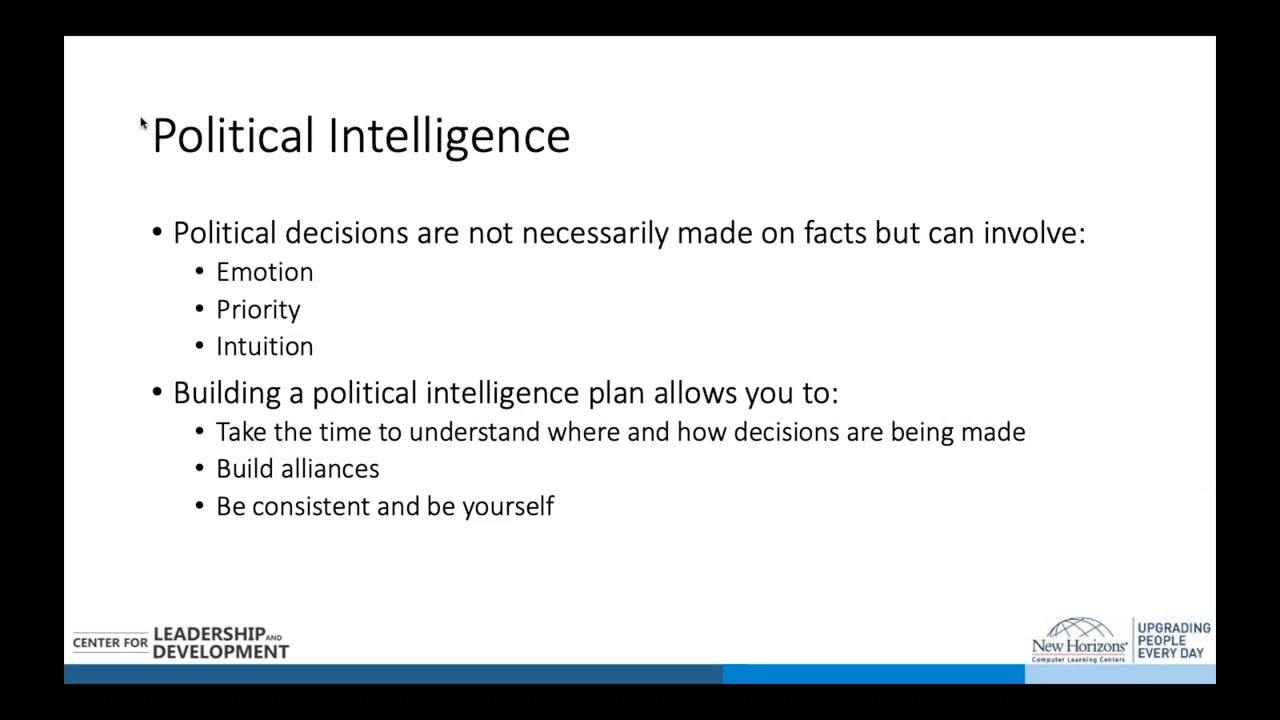 Political Intelligence
• Political decisions are not necessarily made on facts but can involve:
• Emotion
• Priority
• Intuition
• Building a political intelligence plan allows you to:
• Take the time to understand where and how decisions are being made
• Build alliances
• Be consistent and be yourself
CENTER FOR LEADERSHIP AND DEVELOPMENT
New Horizons®
Computer Learning Centers
UPGRADING
PEOPLE
EVERY DAY